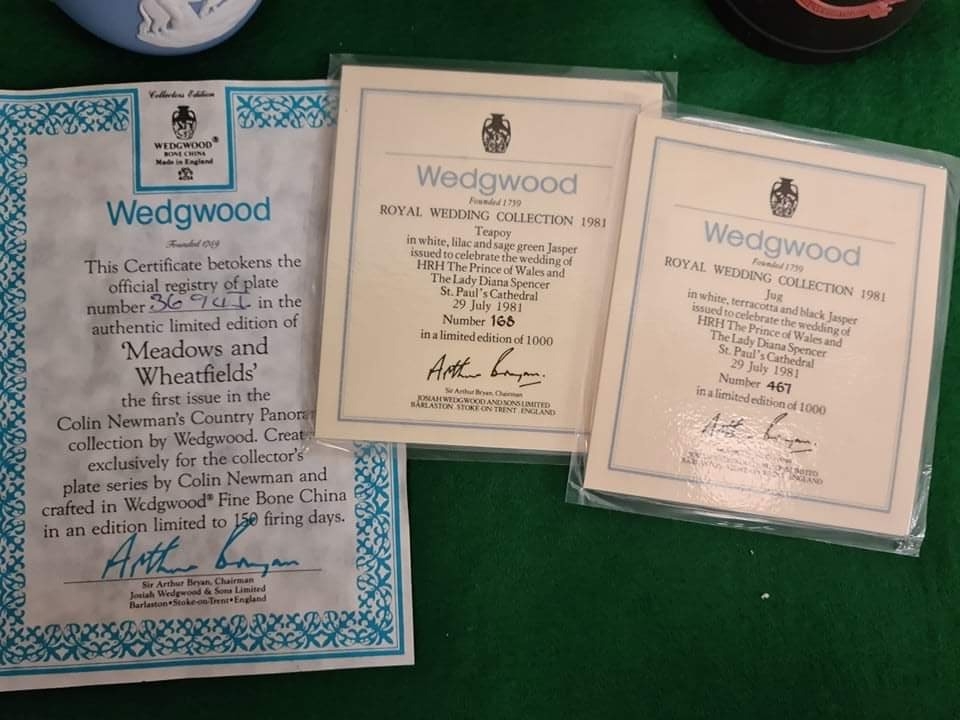 Collectors Edition
WEDGWOOD®
BONE CHINA
Made in England
Wedgwood
Founded 1759
This Certificate betokens the
official registry of plate
number 3694I in the
authentic limited edition of
'Meadows and
Wheatfields'
the first issue in the
Colin Newman's Country
collection by Wedgwood.
exclusively for the collector's
plate series by Colin Newman and
crafted in Wedgwood® Fine Bone China
in an edition limited to 150 firing days.
Arthur Bryan
Sir Arthur Bryan, Chairman
Josiah Wedgwood & Sons Limited
Barlaston•Stoke-on-Trent•England
Wedgwood
Founded 1759
ROYAL WEDDING COLLECTION 1981
Teapoy
in white, lilac and sage green Jasper
issued to celebrate the wedding of
HRH The Prince of Wales and
The Lady Diana Spencer
St. Paul's Cathedral
29 July 1981
Number 168
in a limited edition of 1000
Arthur Bryan.
Sir Arthur Bryan, Chairman
JOSIAH WEDGWOOD AND SONS LIMITED
BARLASTON. STOKE ON TRENT. ENGLAND
Wedgwood
Founded 1759
ROYAL WEDDING COLLECTION 1981
Jug
in white, terracotta and black Jasper
issued to celebrate the wedding of
HRH The Prince of Wales and
The Lady Diana Spencer
St. Paul's Cathedral
29 July 1981
Number 467
in a limited edition of 1000
Arthur Bryan.